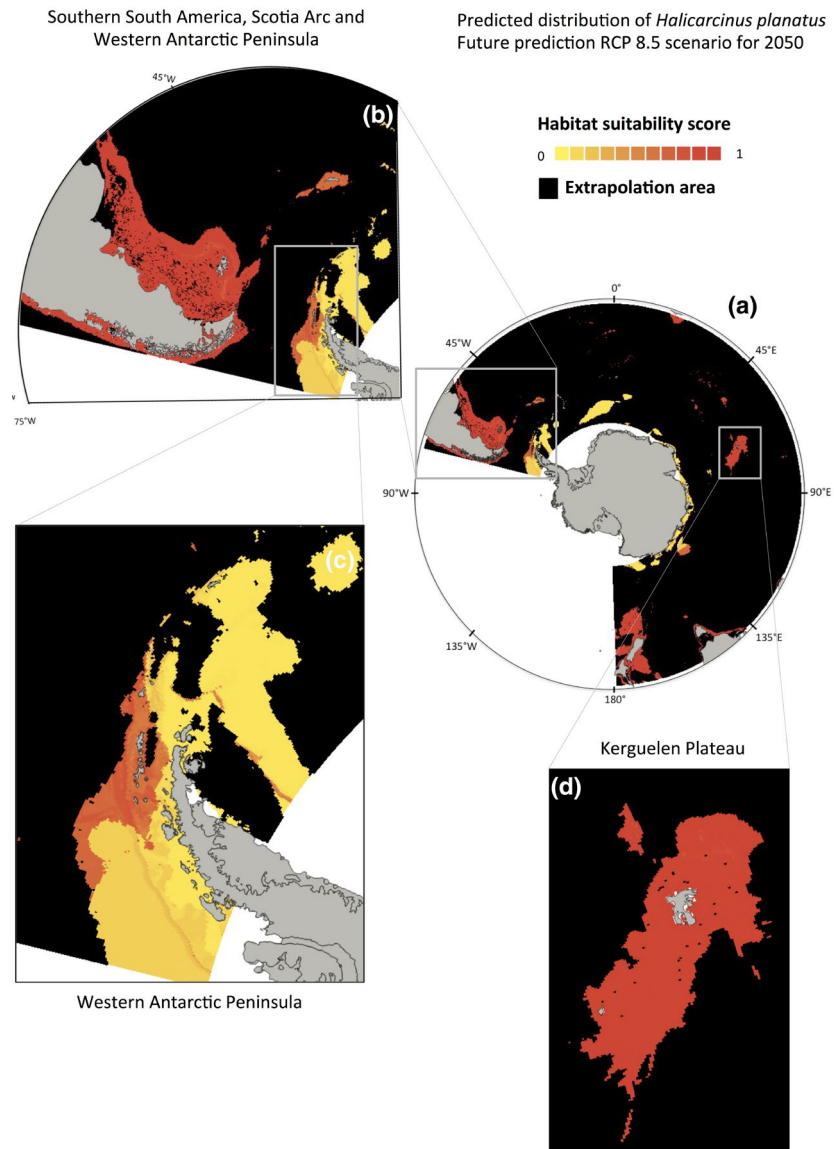 Southern South America, Scotia Arc and
Western Antarctic Peninsula
Predicted distribution of Halicarcinus planatus
Future prediction RCP 8.5 scenario for 2050
45°W
(b)
Habitat suitability score
0 1
Extrapolation area
W
75°W
(a)
0°
45°W
45°E
90°W
90°E
135°W
135°E
180°
(c)
Western Antarctic Peninsula
Kerguelen Plateau
(d)